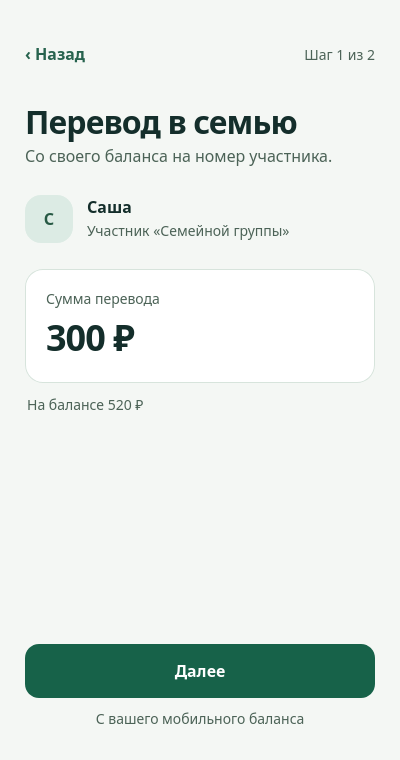 ‹ Назад
Шаг 1 из 2
Перевод в семью
Со своего баланса на номер участника.
С
Саша
Участник «Семейной группы»
Сумма перевода
300 ₽
На балансе 520 ₽
Далее
С вашего мобильного баланса